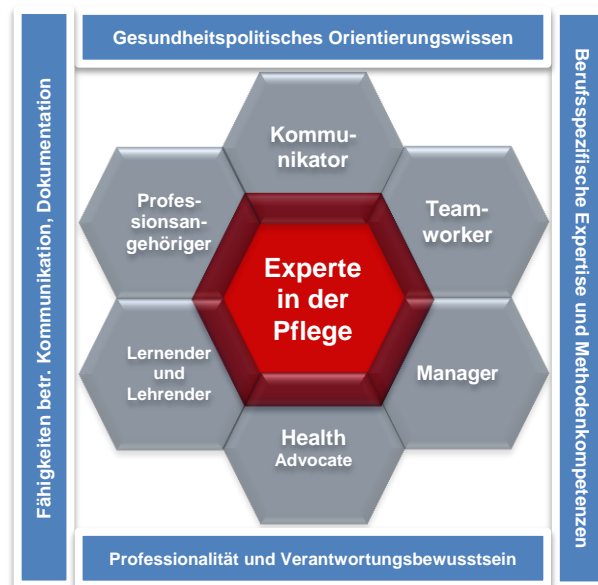 Gesundheitspolitisches Orientierungswissen
Fähigkeiten betr. Kommunikation, Dokumentation
Kommu-
nikator
Profes-
sionsan-
gehöriger
Team-
worker
Experte
in der
Pflege
Lernender
und
Lehrender
Manager
Health
Advocate
Berufsspezifische Expertise und Methodenkompetenzen
Professionalität und Verantwortungsbewusstsein